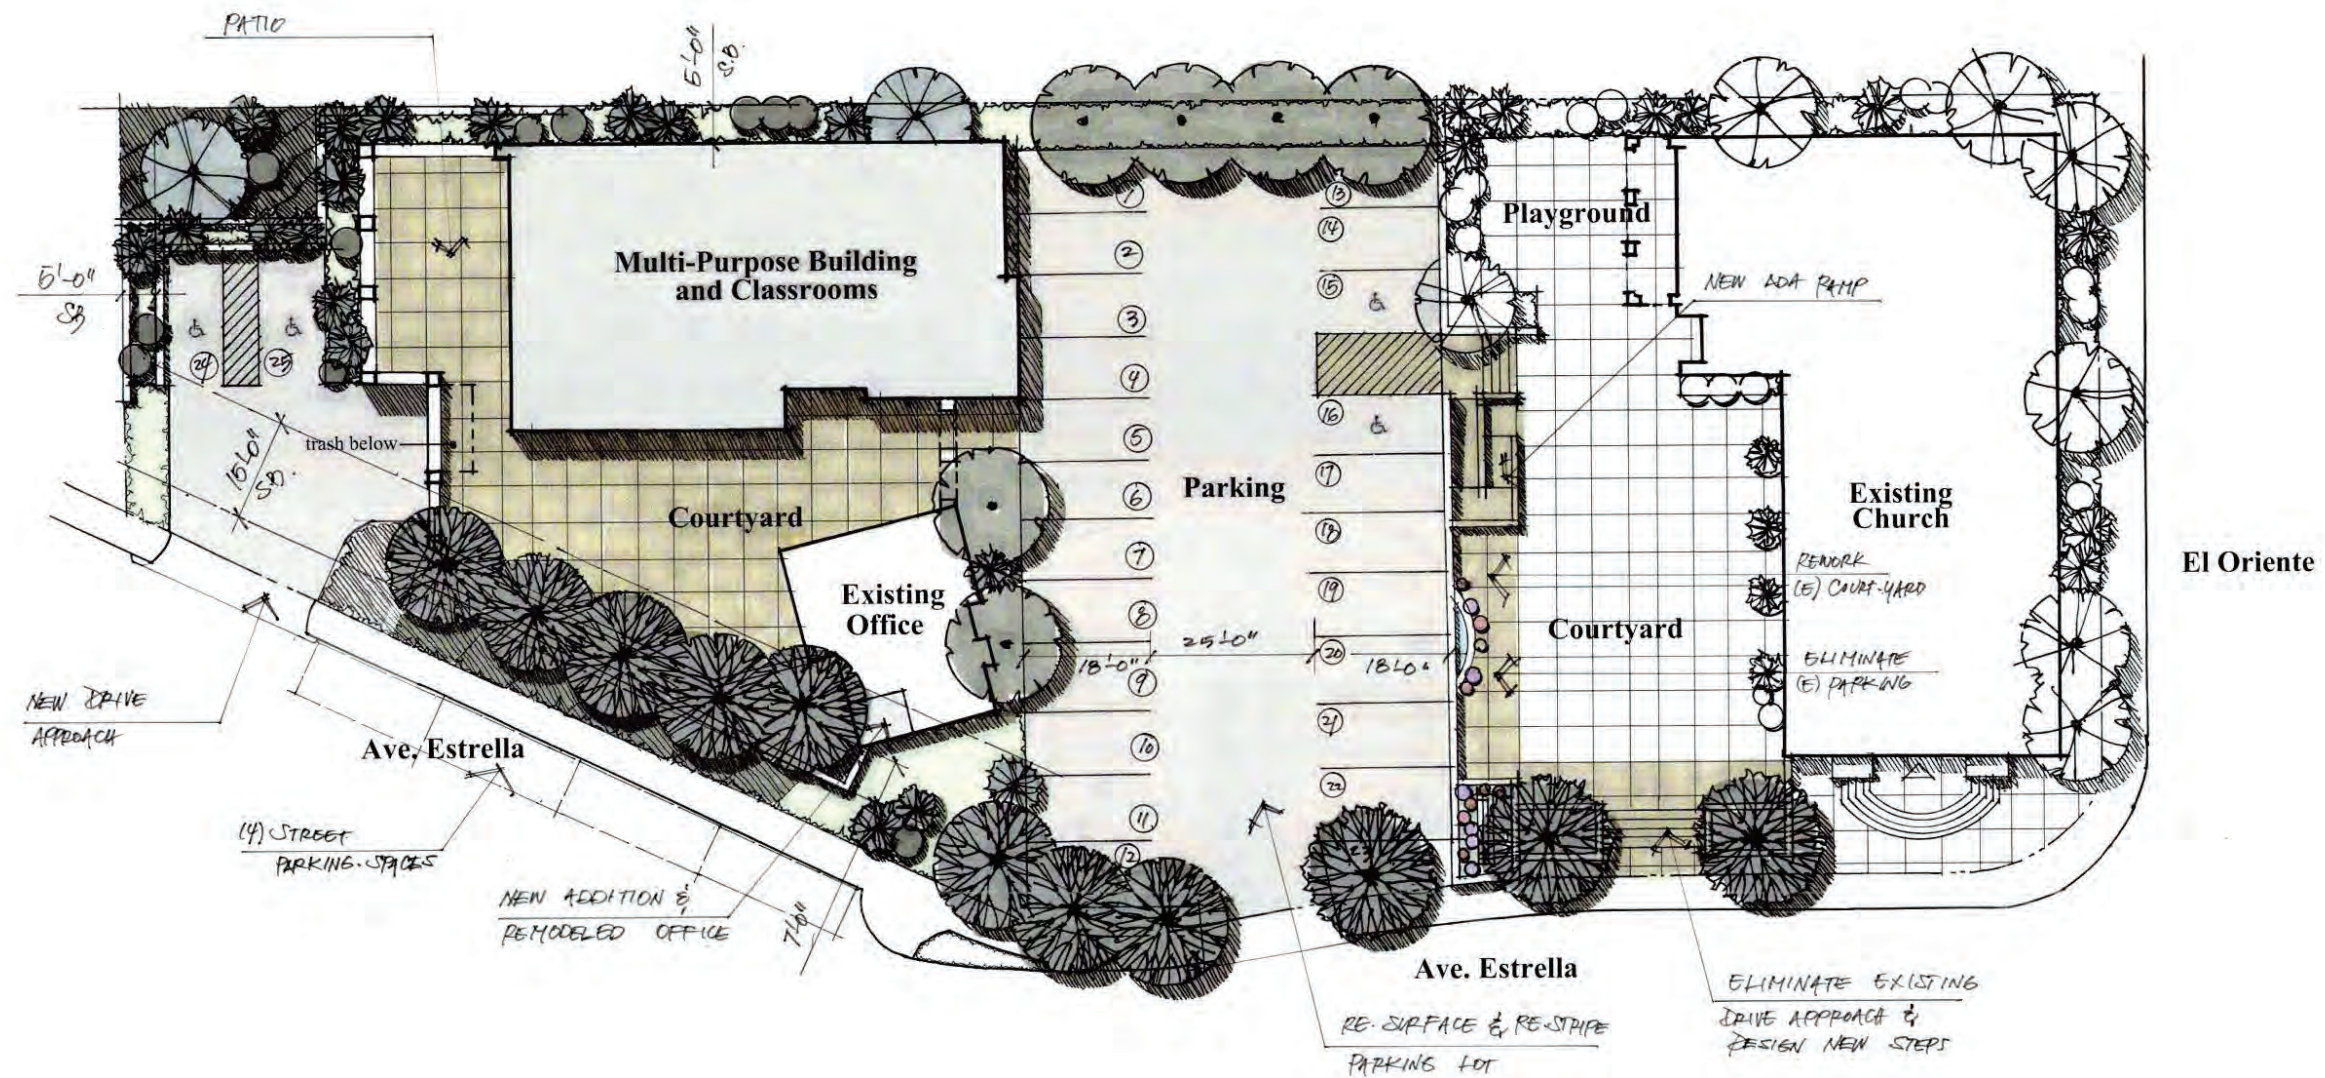 PATIO
5'-0"
S.B.
Multi-Purpose Building
and Classrooms
Playground
NEW ADA RAMP
5'-0"
SB
24
25
15'-0"
S.B.
trash below
Courtyard
Existing
Office
Parking
1
2
3
4
5
6
7
8
9
10
11
12
13
14
15
16
17
18
19
20
21
22
23
18'-0"
25'-0"
18'-0"
Courtyard
Existing
Church
REWORK
(E) COURT-YARD
ELIMINATE
(E) PARKING
El Oriente
NEW DRIVE
APPROACH
Ave. Estrella
(4) STREET
PARKING SPACES
NEW ADDITION &
REMODELED OFFICE
7'-0"
Ave. Estrella
RE-SURFACE & RE-STRIPE
PARKING LOT
ELIMINATE EXISTING
DRIVE APPROACH &
DESIGN NEW STEPS